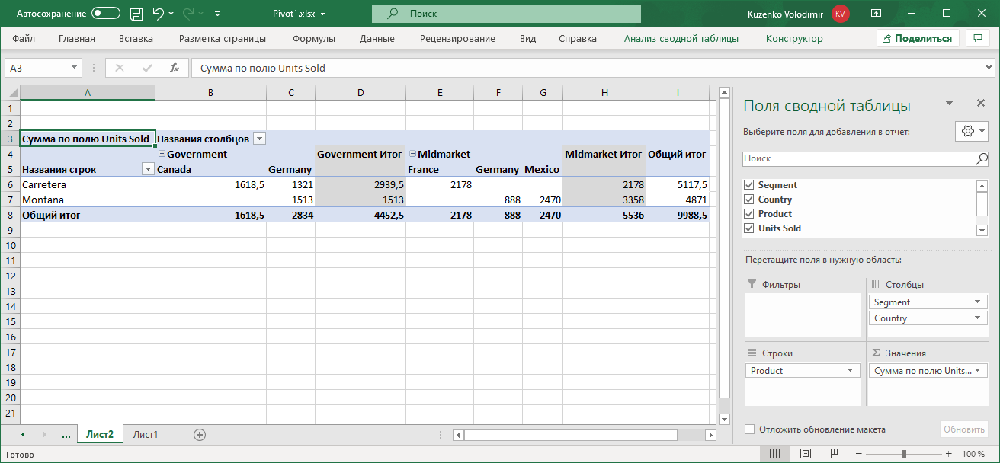 Автосохранение Pivot1.xlsx Поиск Kuzenko Volodimir KV
Файл Главная Вставка Разметка страницы Формулы Данные Рецензирование Вид Справка Анализ сводной таблицы Конструктор Поделиться
A3 fx Сумма по полю Units Sold
A B C D E F G H I
1
2
3 Сумма по полю Units Sold Названия столбцов
4 Government Government Итог Midmarket Midmarket Итог Общий итог
5 Названия строк Canada Germany France Germany Mexico
6 Carretera 1618,5 1321 2939,5 2178 2178 5117,5
7 Montana 1513 1513 888 2470 3358 4871
8 Общий итог 1618,5 2834 4452,5 2178 888 2470 5536 9988,5
9
10
11
12
13
14
15
16
17
18
19
20
21
... Лист2 Лист1
Готово 100 %
Поля сводной таблицы
Выберите поля для добавления в отчет:
Поиск
Segment
Country
Product
Units Sold
Перетащите поля в нужную область:
Фильтры Столбцы
Segment
Country
Строки Σ Значения
Product Сумма по полю Units...
Отложить обновление макета Обновить